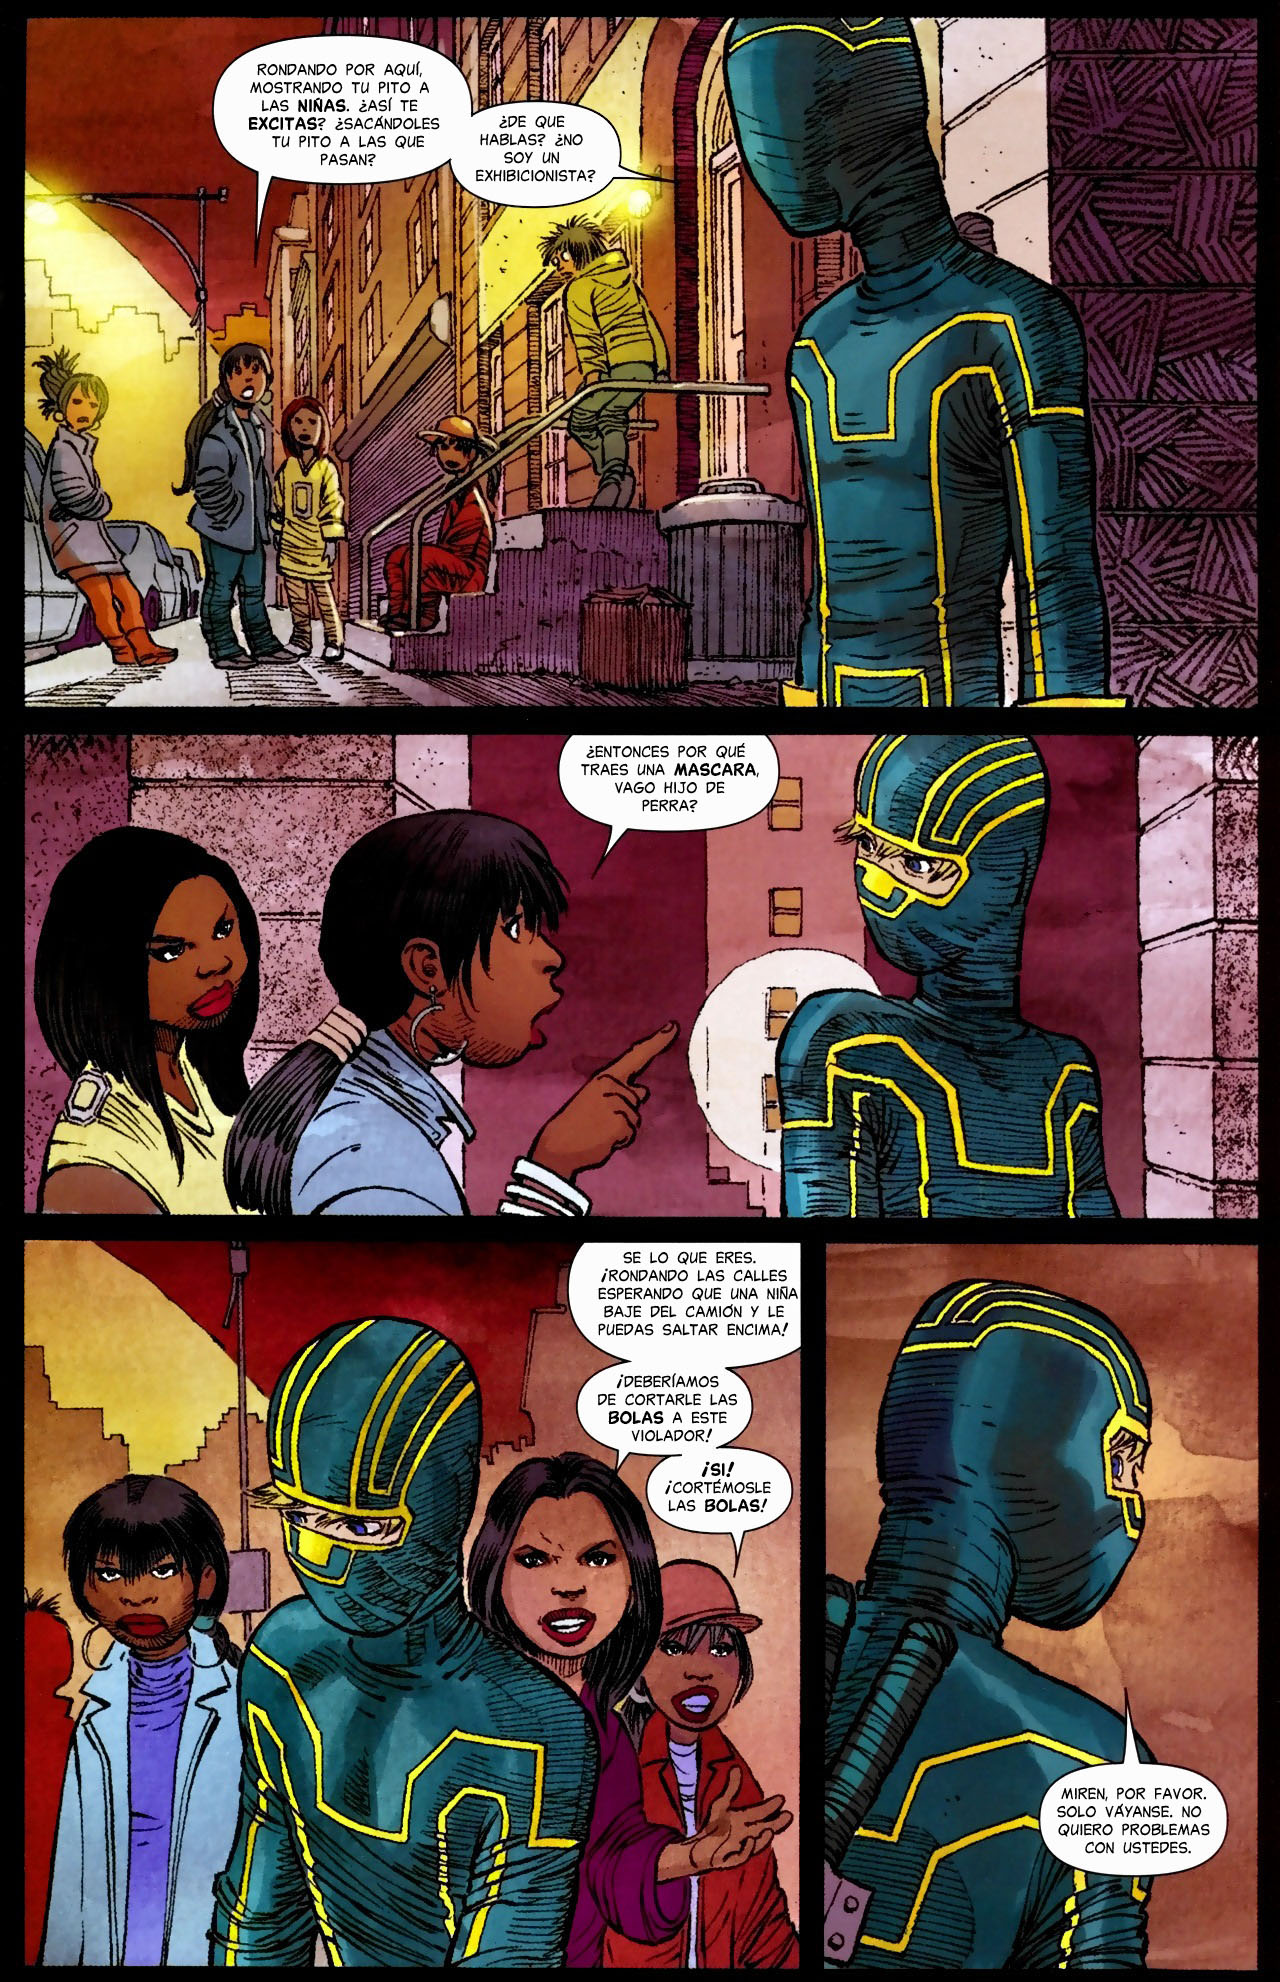 RONDANDO POR AQUÍ,
MOSTRANDO TU PITO A
LAS NIÑAS. ¿ASÍ TE
EXCITAS? ¿SACÁNDOLES
TU PITO A LAS QUE
PASAN?
¿DE QUE
HABLAS? ¿NO
SOY UN
EXHIBICIONISTA?
¿ENTONCES POR QUÉ
TRAES UNA MASCARA,
VAGO HIJO DE
PERRA?
SE LO QUE ERES.
¡RONDANDO LAS CALLES
ESPERANDO QUE UNA NIÑA
BAJE DEL CAMIÓN Y LE
PUEDAS SALTAR ENCIMA!
¡DEBERÍAMOS
DE CORTARLE LAS
BOLAS A ESTE
VIOLADOR!
¡SI!
¡CORTÉMOSLE
LAS BOLAS!
MIREN, POR FAVOR.
SOLO VÁYANSE. NO
QUIERO PROBLEMAS
CON USTEDES.